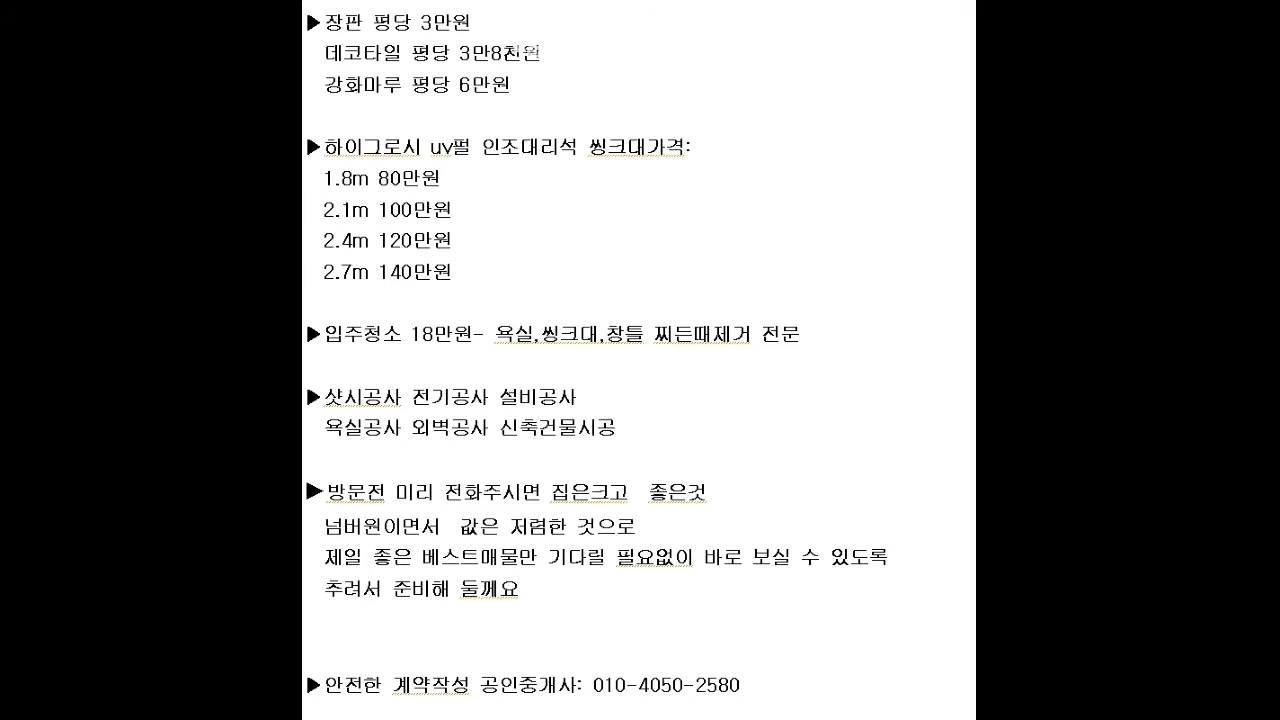 ▶장판 평당 3만원
데코타일 평당 3만8천원
강화마루 평당 6만원
▶하이그로시 uv펄 인조대리석 씽크대가격:
1.8m 80만원
2.1m 100만원
2.4m 120만원
2.7m 140만원
▶입주청소 18만원- 욕실,씽크대,창틀 찌든때제거 전문
▶샷시공사 전기공사 설비공사
욕실공사 외벽공사 신축건물시공
▶방문전 미리 전화주시면 집은크고 좋은것
넘버원이면서 값은 저렴한 것으로
제일 좋은 베스트매물만 기다릴 필요없이 바로 보실 수 있도록
추려서 준비해 둘께요
▶안전한 계약작성 공인중개사: 010-4050-2580